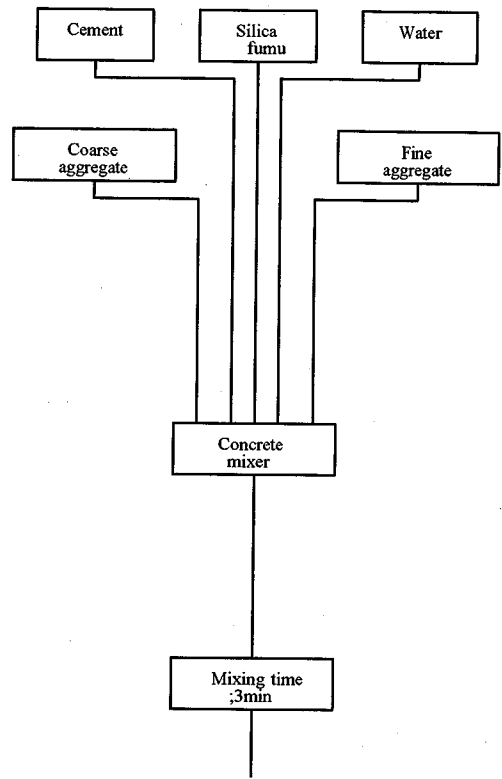 Cement
Silica
fumu
Water
Coarse
aggregate
Fine
aggregate
Concrete
mixer
Mixing time
;3min